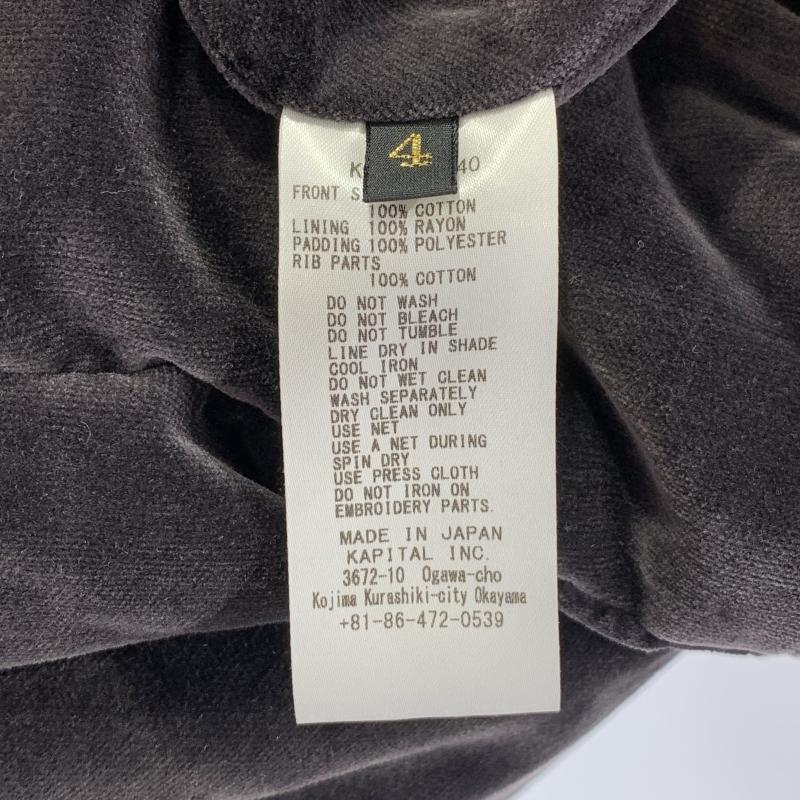 4
40
FRONT
100% COTTON
LINING 100% RAYON
PADDING 100% POLYESTER
RIB PARTS
100% COTTON
DO NOT WASH
DO NOT BLEACH
DO NOT TUMBLE
LINE DRY IN SHADE
COOL IRON
DO NOT WET CLEAN
WASH SEPARATELY
DRY CLEAN ONLY
USE NET
USE A NET DURING
SPIN DRY
USE PRESS CLOTH
DO NOT IRON ON
EMBROIDERY PARTS.
MADE IN JAPAN
KAPITAL INC.
3672-10 Ogawa-cho
Kojima Kurashiki-city Okayama
+81-86-472-0539